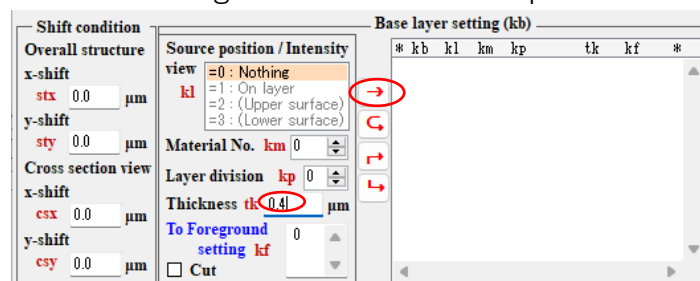 Shift condition
Overall structure
x-shift
stx 0.0 µm
y-shift
sty 0.0 µm
Cross section view
x-shift
csx 0.0 µm
y-shift
csy 0.0 µm
Source position / Intensity
view
kl
=0 : Nothing
=1 : On layer
=2 : (Upper surface)
=3 : (Lower surface)
Material No. km 0
Layer division kp 0
Thickness tk 0.4 µm
To Foreground
setting kf 0
Cut
Base layer setting (kb)
* kb kl km kp tk kf *